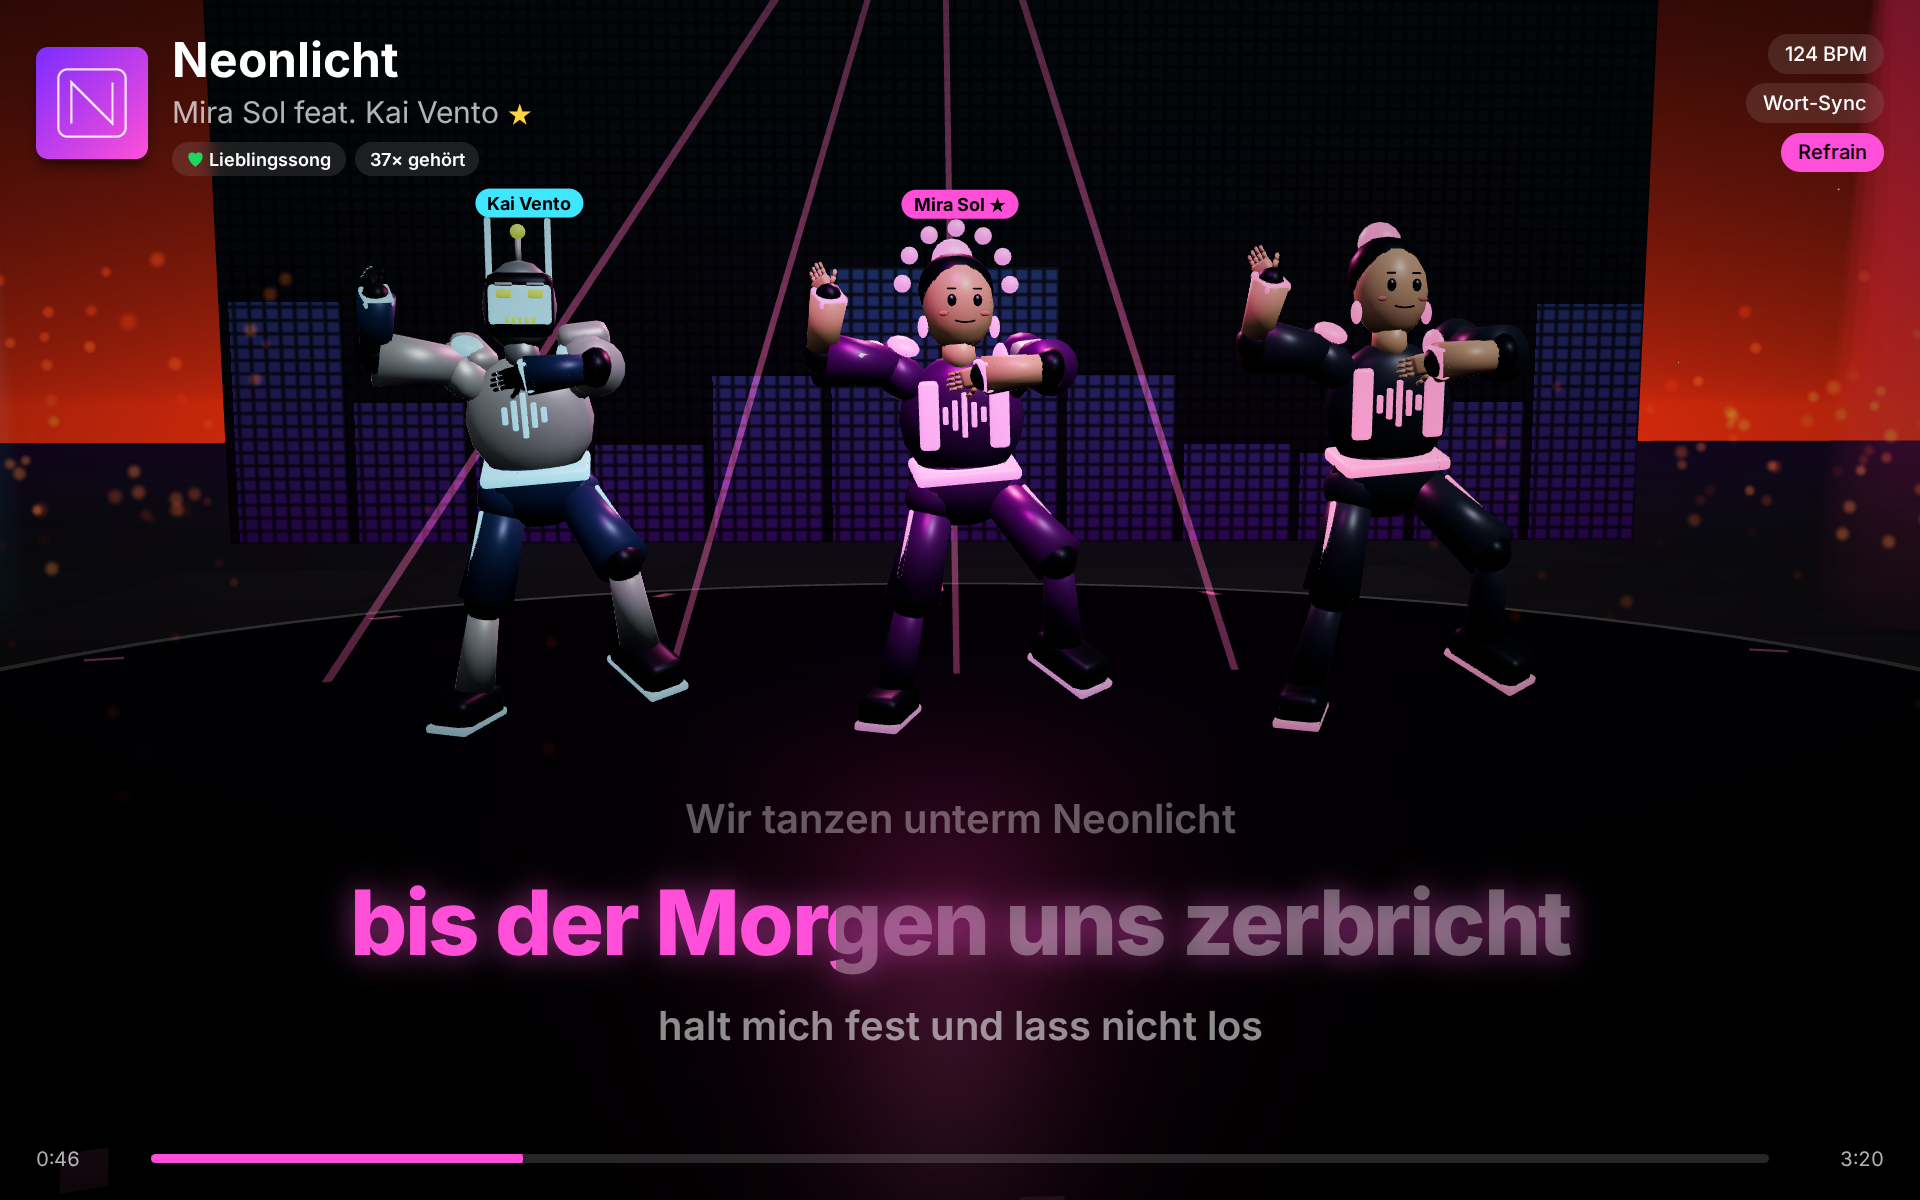 N
Neonlicht
Mira Sol feat. Kai Vento ★
Lieblingssong
37× gehört
124 BPM
Wort-Sync
Refrain
Kai Vento
Mira Sol ★
Wir tanzen unterm Neonlicht
bis der Morgen uns zerbricht
halt mich fest und lass nicht los
0:46
3:20